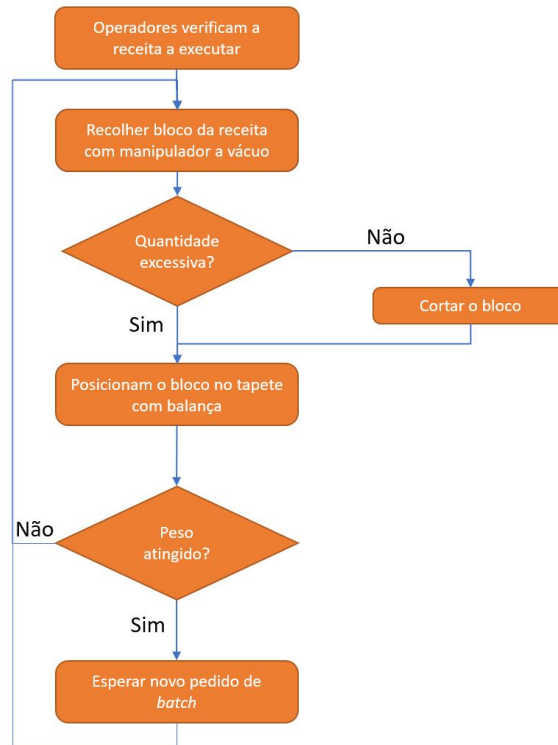 Operadores verificam a
receita a executar
Recolher bloco da receita
com manipulador a vácuo
Quantidade
excessiva?
Não
Cortar o bloco
Sim
Posicionam o bloco no tapete
com balança
Não
Peso
atingido?
Sim
Esperar novo pedido de
batch